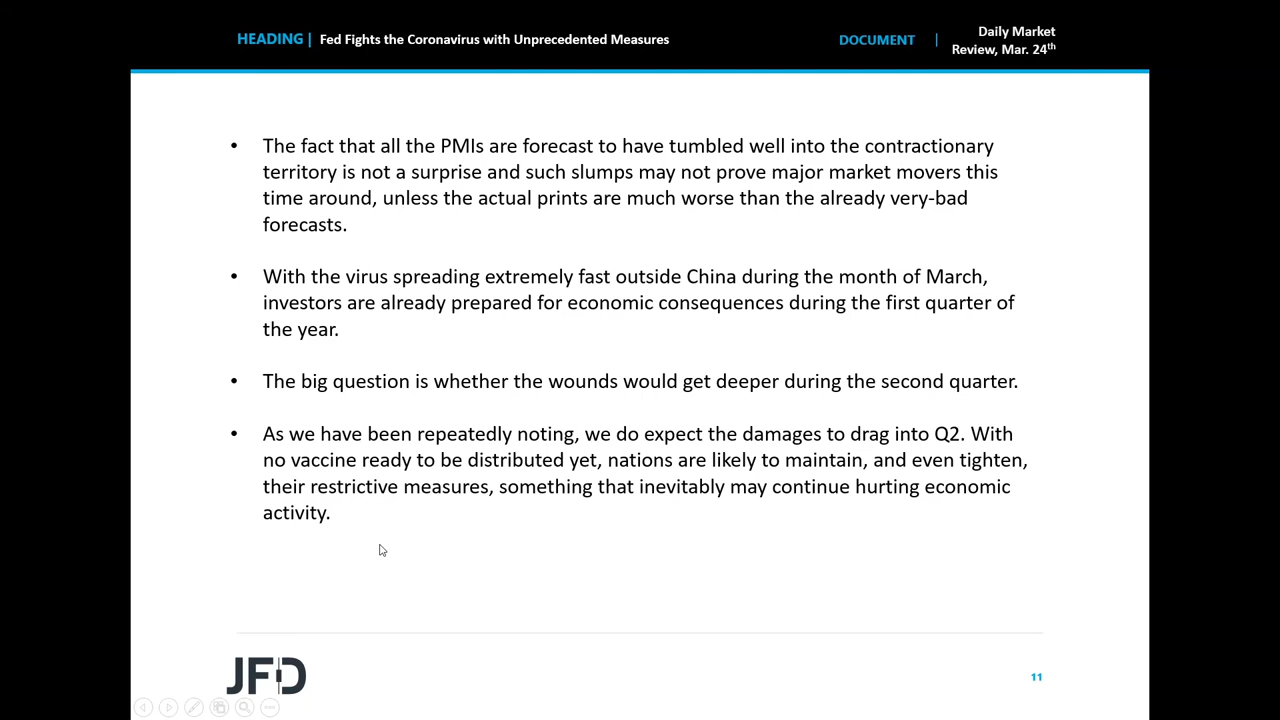 HEADING | Fed Fights the Coronavirus with Unprecedented Measures
DOCUMENT |
Daily Market
Review, Mar. 24th
• The fact that all the PMIs are forecast to have tumbled well into the contractionary
territory is not a surprise and such slumps may not prove major market movers this
time around, unless the actual prints are much worse than the already very-bad
forecasts.
• With the virus spreading extremely fast outside China during the month of March,
investors are already prepared for economic consequences during the first quarter of
the year.
• The big question is whether the wounds would get deeper during the second quarter.
• As we have been repeatedly noting, we do expect the damages to drag into Q2. With
no vaccine ready to be distributed yet, nations are likely to maintain, and even tighten,
their restrictive measures, something that inevitably may continue hurting economic
activity.
JFD
11